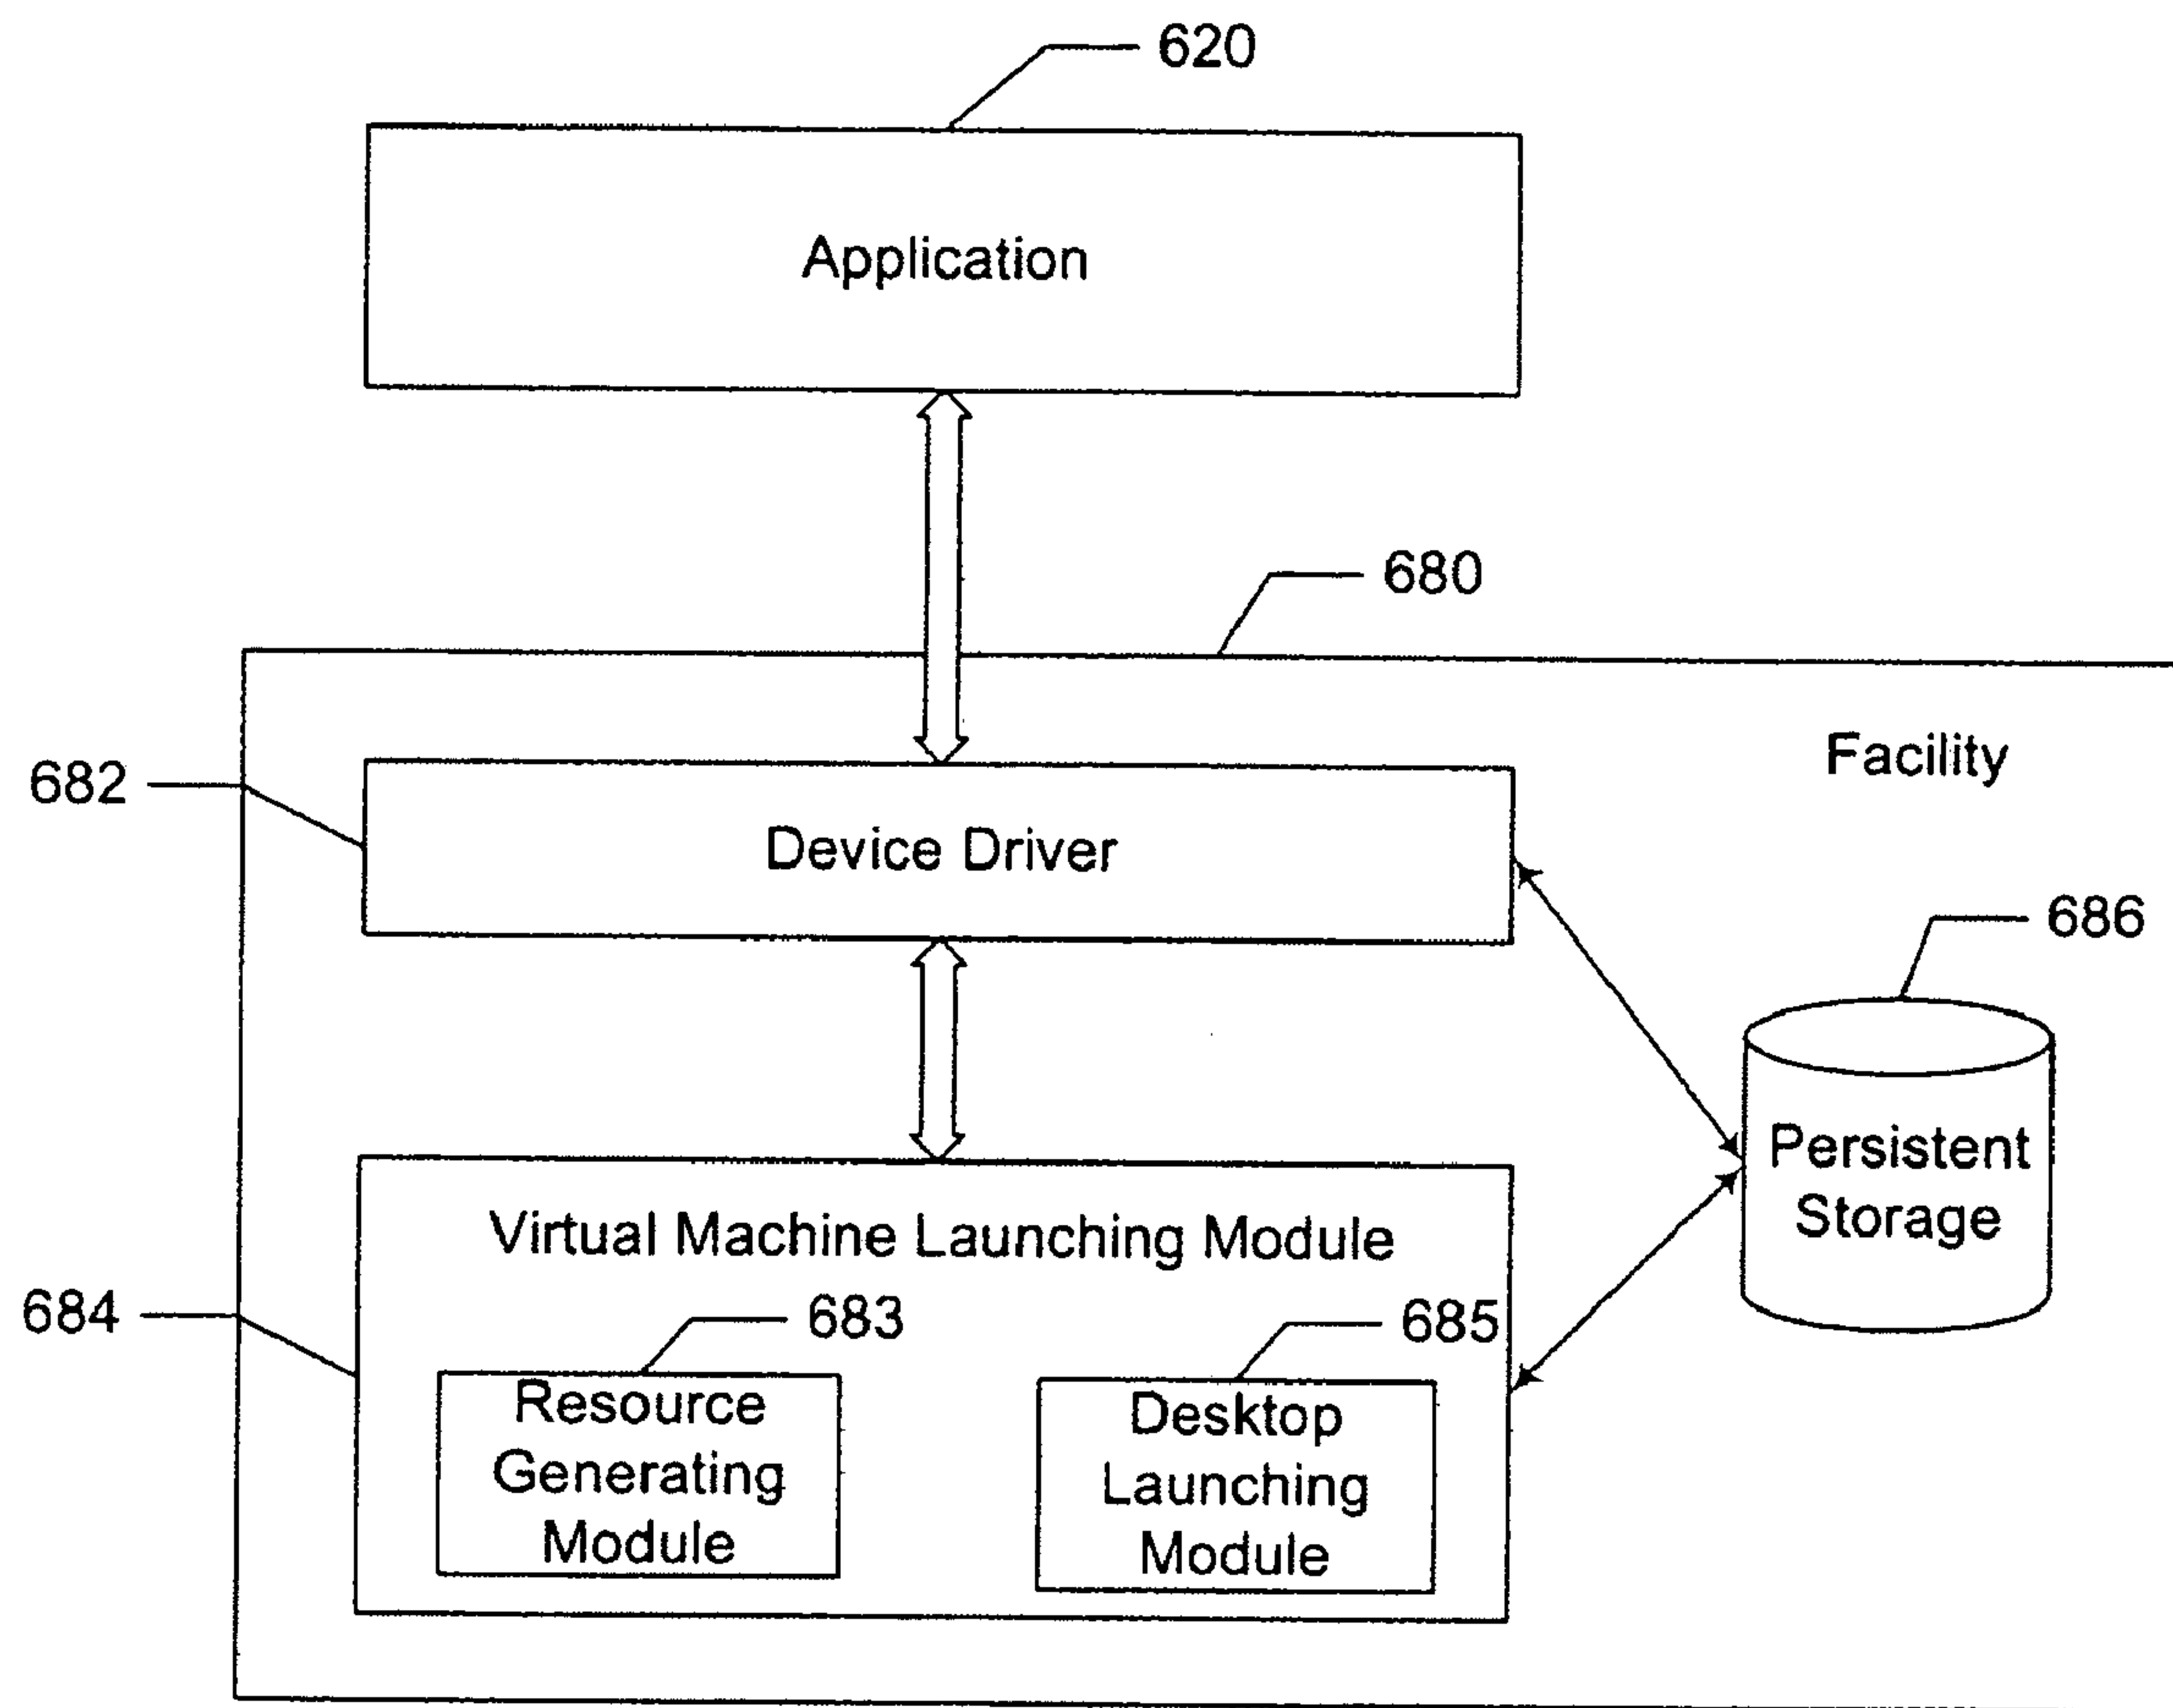 620
Application
680
Facility
682
Device Driver
686
Persistent
Storage
Virtual Machine Launching Module
684
683
685
Resource
Generating
Module
Desktop
Launching
Module